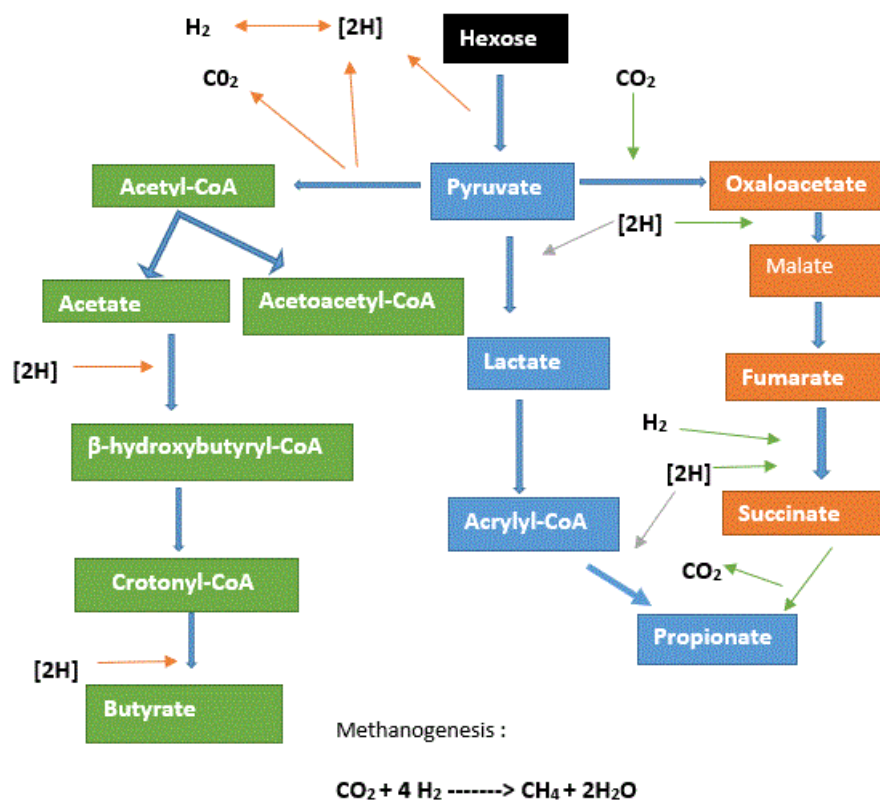 H₂
[2H]
Hexose
C0₂
CO₂
Acetyl-CoA
Pyruvate
Oxaloacetate
[2H]
Malate
Acetate
Acetoacetyl-CoA
Lactate
[2H]
Fumarate
H₂
β-hydroxybutyryl-CoA
[2H]
Acrylyl-CoA
Succinate
Crotonyl-CoA
CO₂
Propionate
[2H]
Butyrate
Methanogenesis :
CO₂ + 4 H₂ -------> CH₄ + 2H₂O